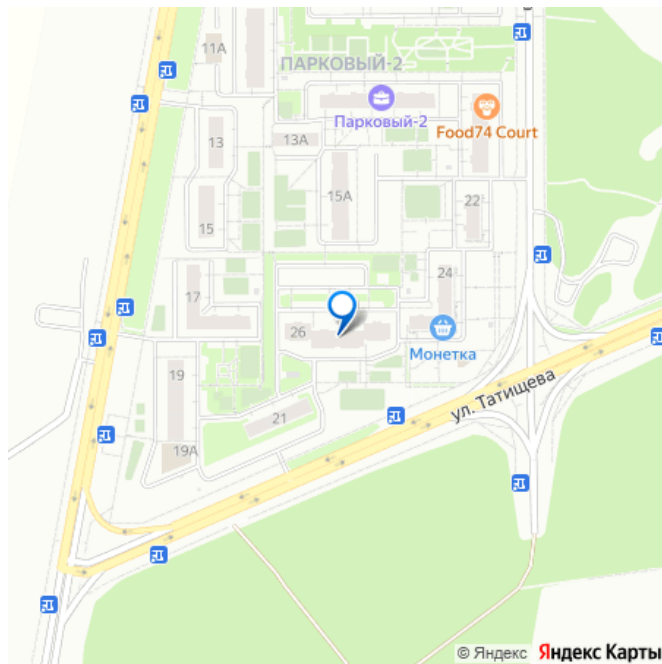 11А
ПАРКОВЫЙ-2
Парковый-2
Food74 Court
13
13А
15А
22
15
24
17
26
Монетка
19
ул. Татищева
21
19А
© Яндекс Яндекс Карты